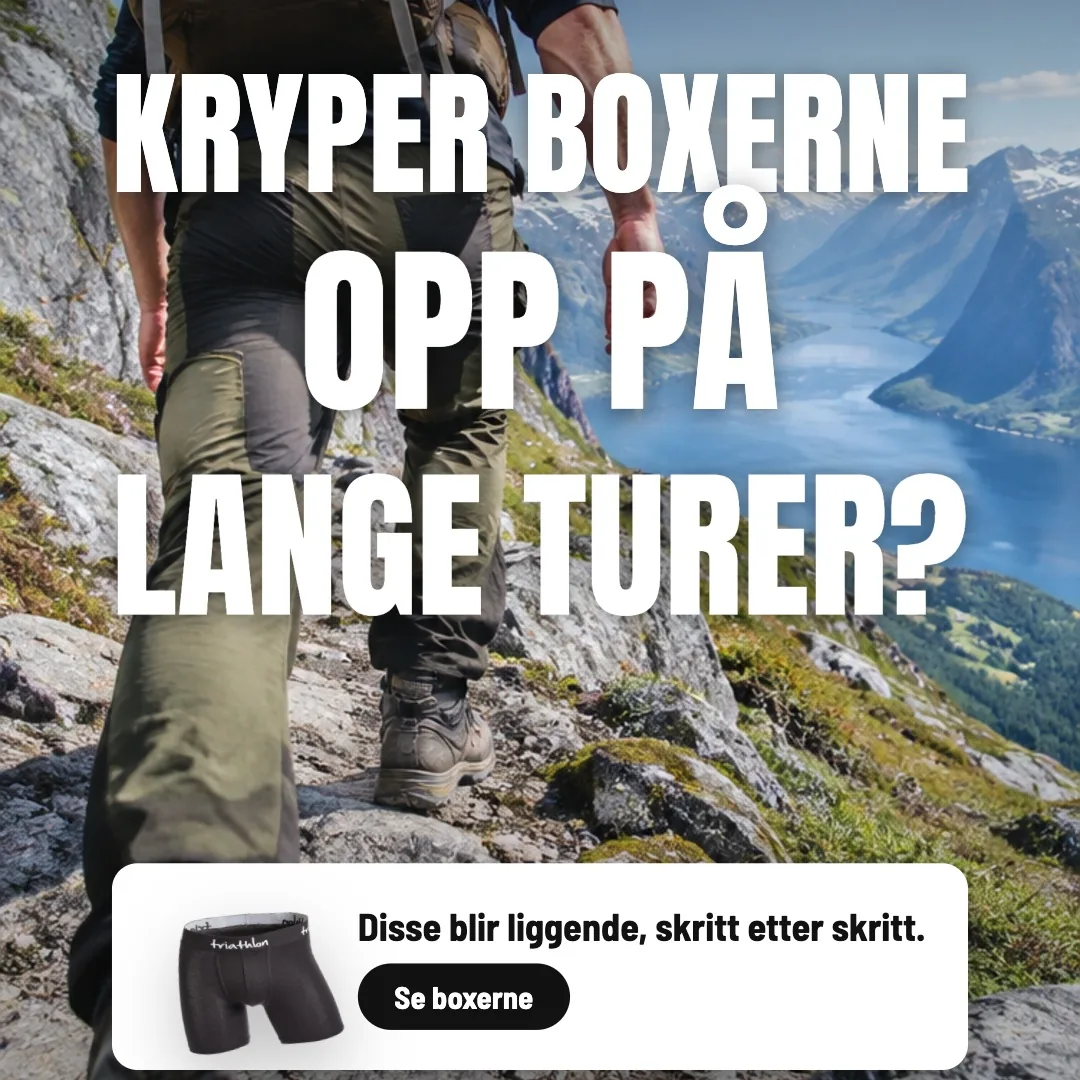 KRYPER BOXERNE
OPP PÅ
LANGE TURER?
triathlon
Disse blir liggende, skritt etter skritt.
Se boxerne